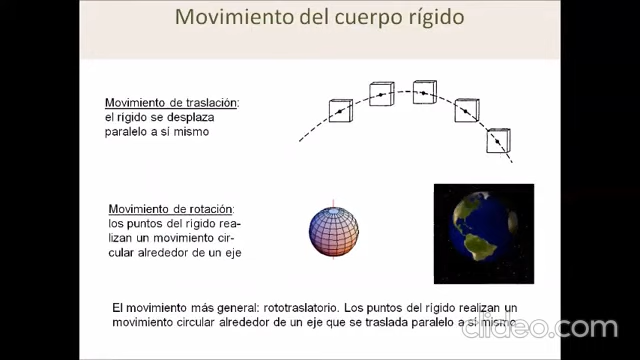 Movimiento del cuerpo rígido
Movimiento de traslación:
el rígido se desplaza
paralelo a sí mismo
Movimiento de rotación:
los puntos del rígido rea-
lizan un movimiento cir-
cular alrededor de un eje
El movimiento más general: rototraslatorio. Los puntos del rígido realizan un
movimiento circular alrededor de un eje que se traslada paralelo a sí mismo
clideo.com